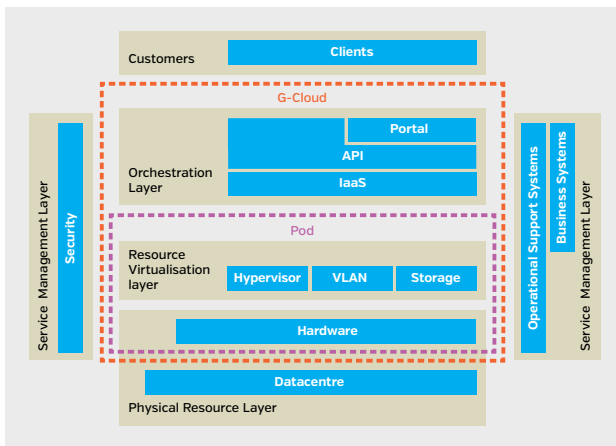 Customers
Clients
G-Cloud
Portal
API
Orchestration
Layer
IaaS
Pod
Resource
Virtualisation
layer
Hypervisor
VLAN
Storage
Hardware
Datacentre
Physical Resource Layer
Service Management Layer
Security
Operational Support Systems
Business Systems
Service Management Layer